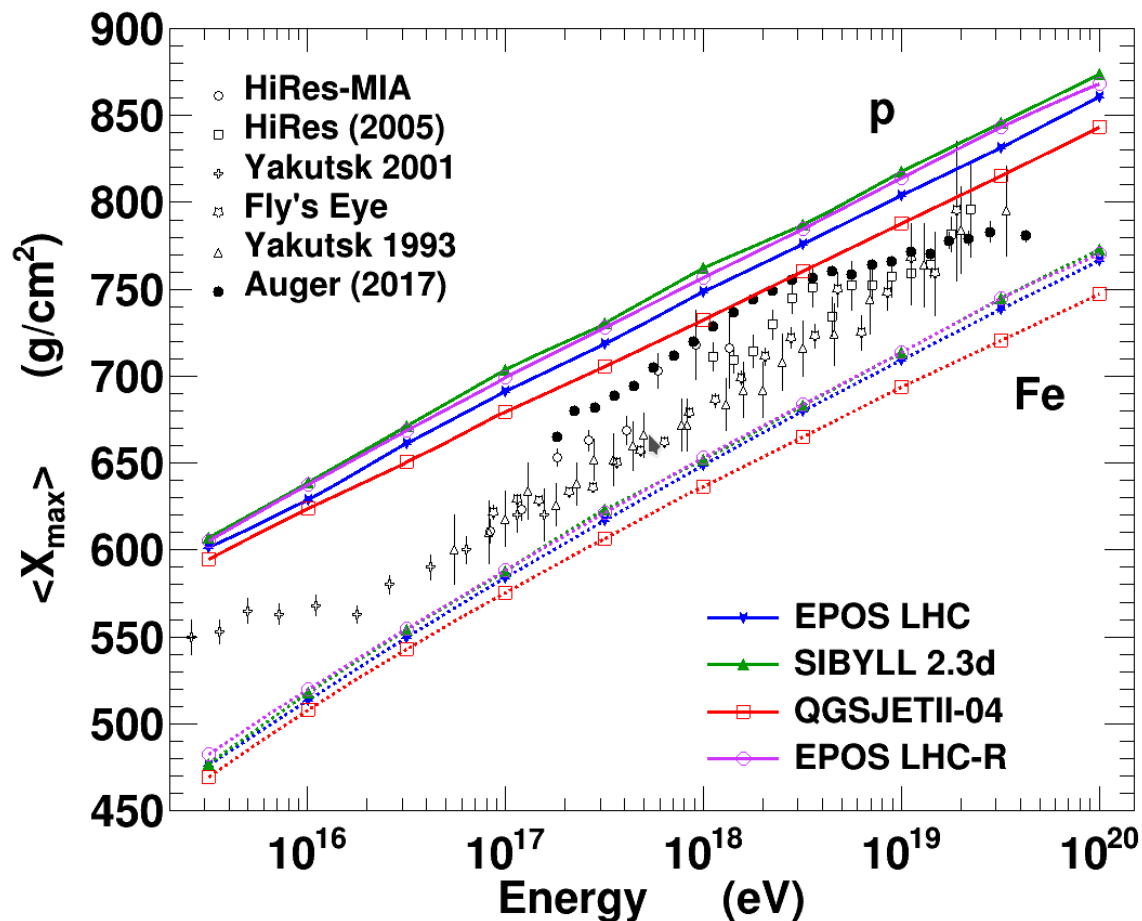 900
850
800
750
700
650
600
550
500
450
<X_max> (g/cm²)
HiRes-MIA
HiRes (2005)
Yakutsk 2001
Fly's Eye
Yakutsk 1993
Auger (2017)
p
Fe
EPOS LHC
SIBYLL 2.3d
QGSJETII-04
EPOS LHC-R
10¹⁶ 10¹⁷ 10¹⁸ 10¹⁹ 10²⁰
Energy (eV)